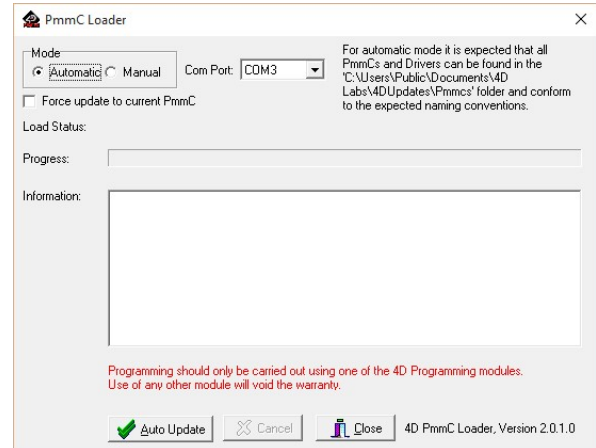 PmmC Loader
Mode
Automatic Manual
Com Port: COM3
For automatic mode it is expected that all
PmmCs and Drivers can be found in the
'C:\Users\Public\Documents\4D
Labs\4DUpdates\Pmmcs' folder and conform
to the expected naming conventions.
Force update to current PmmC
Load Status:
Progress:
Information:
Programming should only be carried out using one of the 4D Programming modules.
Use of any other module will void the warranty.
Auto Update Cancel Close 4D PmmC Loader, Version 2.0.1.0